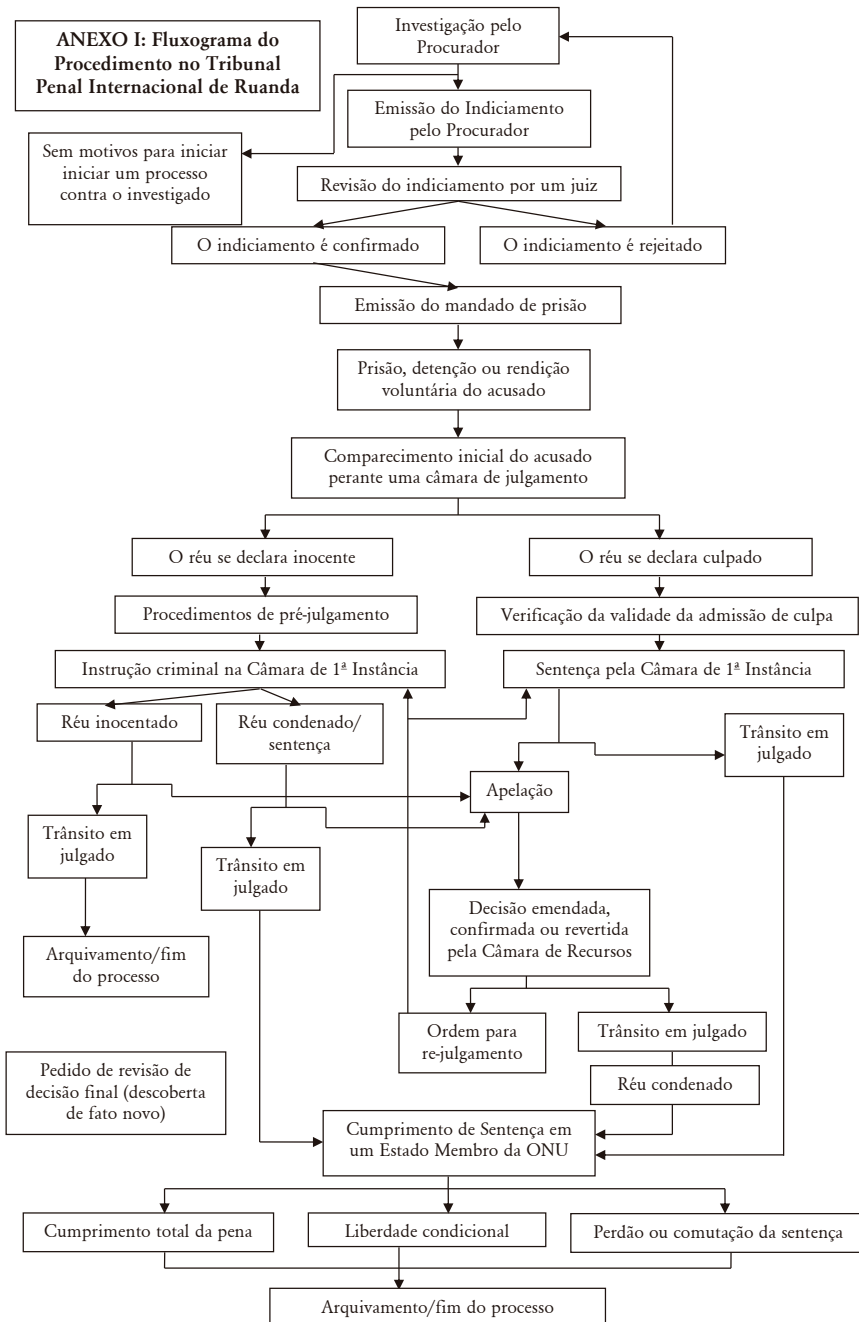 ANEXO I: Fluxograma do
Procedimento no Tribunal
Penal Internacional de Ruanda
Investigação pelo
Procurador
Emissão do Indiciamento
pelo Procurador
Sem motivos para iniciar
iniciar um processo
contra o investigado
Revisão do indiciamento por um juiz
O indiciamento é confirmado
O indiciamento é rejeitado
Emissão do mandado de prisão
Prisão, detenção ou rendição
voluntária do acusado
Comparecimento inicial do acusado
perante uma câmara de julgamento
O réu se declara inocente
O réu se declara culpado
Procedimentos de pré-julgamento
Verificação da validade da admissão de culpa
Instrução criminal na Câmara de 1ª Instância
Sentença pela Câmara de 1ª Instância
Réu inocentado
Réu condenado/
sentença
Trânsito em
julgado
Apelação
Trânsito em
julgado
Trânsito em
julgado
Decisão emendada,
confirmada ou revertida
pela Câmara de Recursos
Arquivamento/fim
do processo
Ordem para
re-julgamento
Trânsito em julgado
Réu condenado
Pedido de revisão de
decisão final (descoberta
de fato novo)
Cumprimento de Sentença em
um Estado Membro da ONU
Cumprimento total da pena
Liberdade condicional
Perdão ou comutação da sentença
Arquivamento/fim do processo